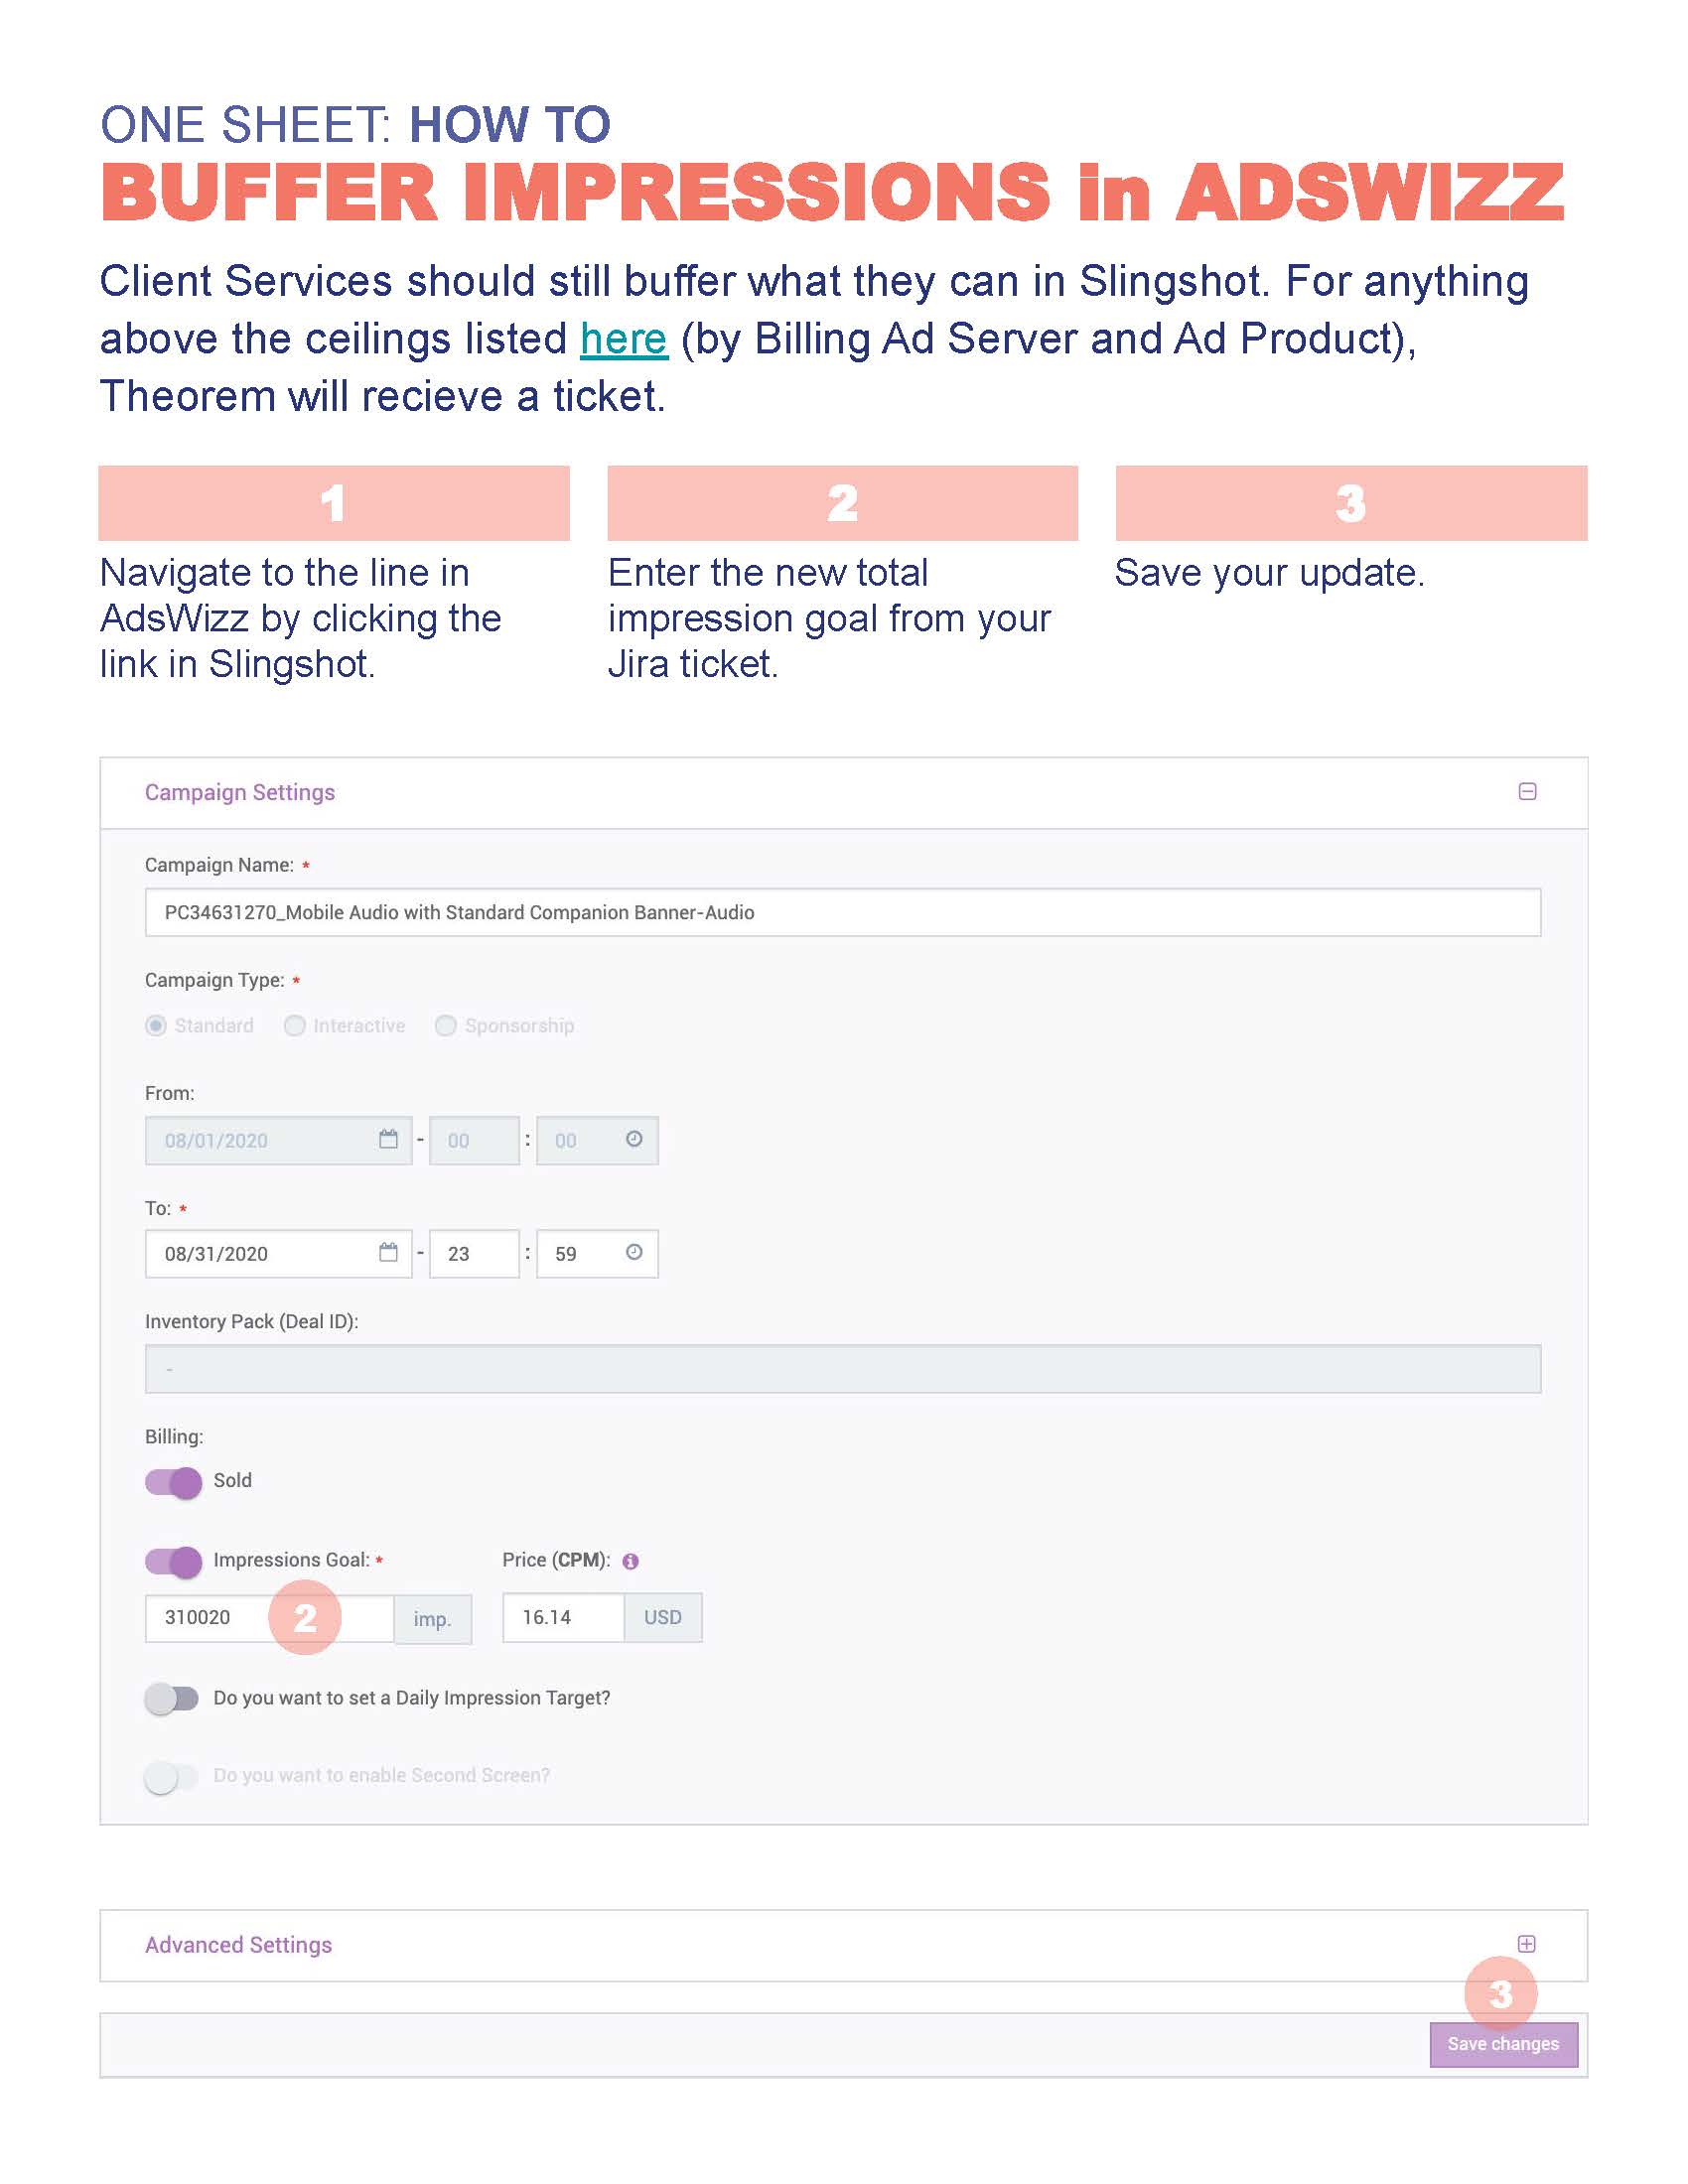 ONE SHEET: HOW TO
BUFFER IMPRESSIONS in ADSWIZZ
Client Services should still buffer what they can in Slingshot. For anything
above the ceilings listed here (by Billing Ad Server and Ad Product),
Theorem will recieve a ticket.
1
Navigate to the line in
AdsWizz by clicking the
link in Slingshot.
2
Enter the new total
impression goal from your
Jira ticket.
3
Save your update.
Campaign Settings
Campaign Name: *
PC34631270_Mobile Audio with Standard Companion Banner-Audio
Campaign Type: *
Standard Interactive Sponsorship
From:
08/01/2020 - 00 : 00
To: *
08/31/2020 - 23 : 59
Inventory Pack (Deal ID):
-
Billing:
Sold
Impressions Goal: * Price (CPM):
310020 2 imp. 16.14 USD
Do you want to set a Daily Impression Target?
Do you want to enable Second Screen?
Advanced Settings
3
Save changes